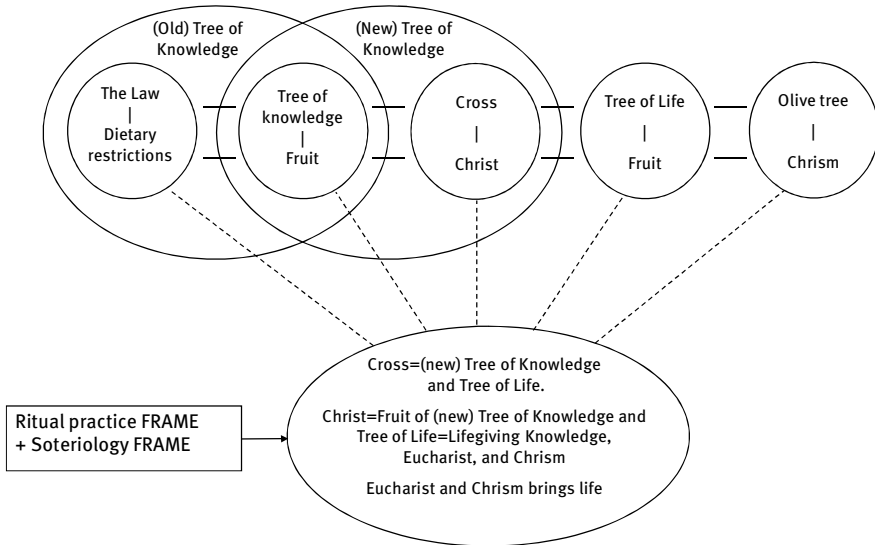 (Old) Tree of
Knowledge
(New) Tree of
Knowledge
The Law
Dietary
restrictions
Tree of
knowledge
Fruit
Cross
Christ
Tree of Life
Fruit
Olive tree
Chrism
Cross=(new) Tree of Knowledge
and Tree of Life.
Christ=Fruit of (new) Tree of Knowledge and
Tree of Life=Lifegiving Knowledge,
Eucharist, and Chrism
Eucharist and Chrism brings life
Ritual practice FRAME
+ Soteriology FRAME